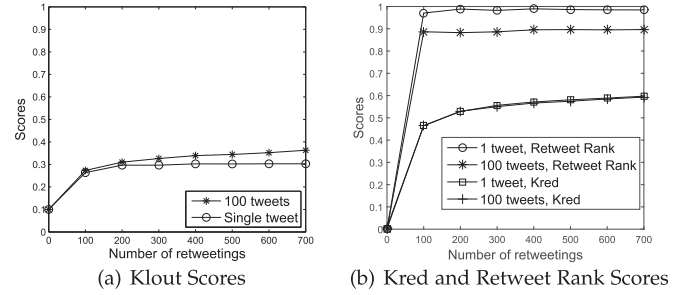 1
0.9
0.8
0.7
0.6
0.5
0.4
0.3
0.2
0.1
0
Scores
0 100 200 300 400 500 600 700
Number of retweetings
100 tweets
Single tweet
(a) Klout Scores
1
0.9
0.8
0.7
0.6
0.5
0.4
0.3
0.2
0.1
0
Scores
0 100 200 300 400 500 600 700
Number of retweetings
1 tweet, Retweet Rank
100 tweets, Retweet Rank
1 tweet, Kred
100 tweets, Kred
(b) Kred and Retweet Rank Scores